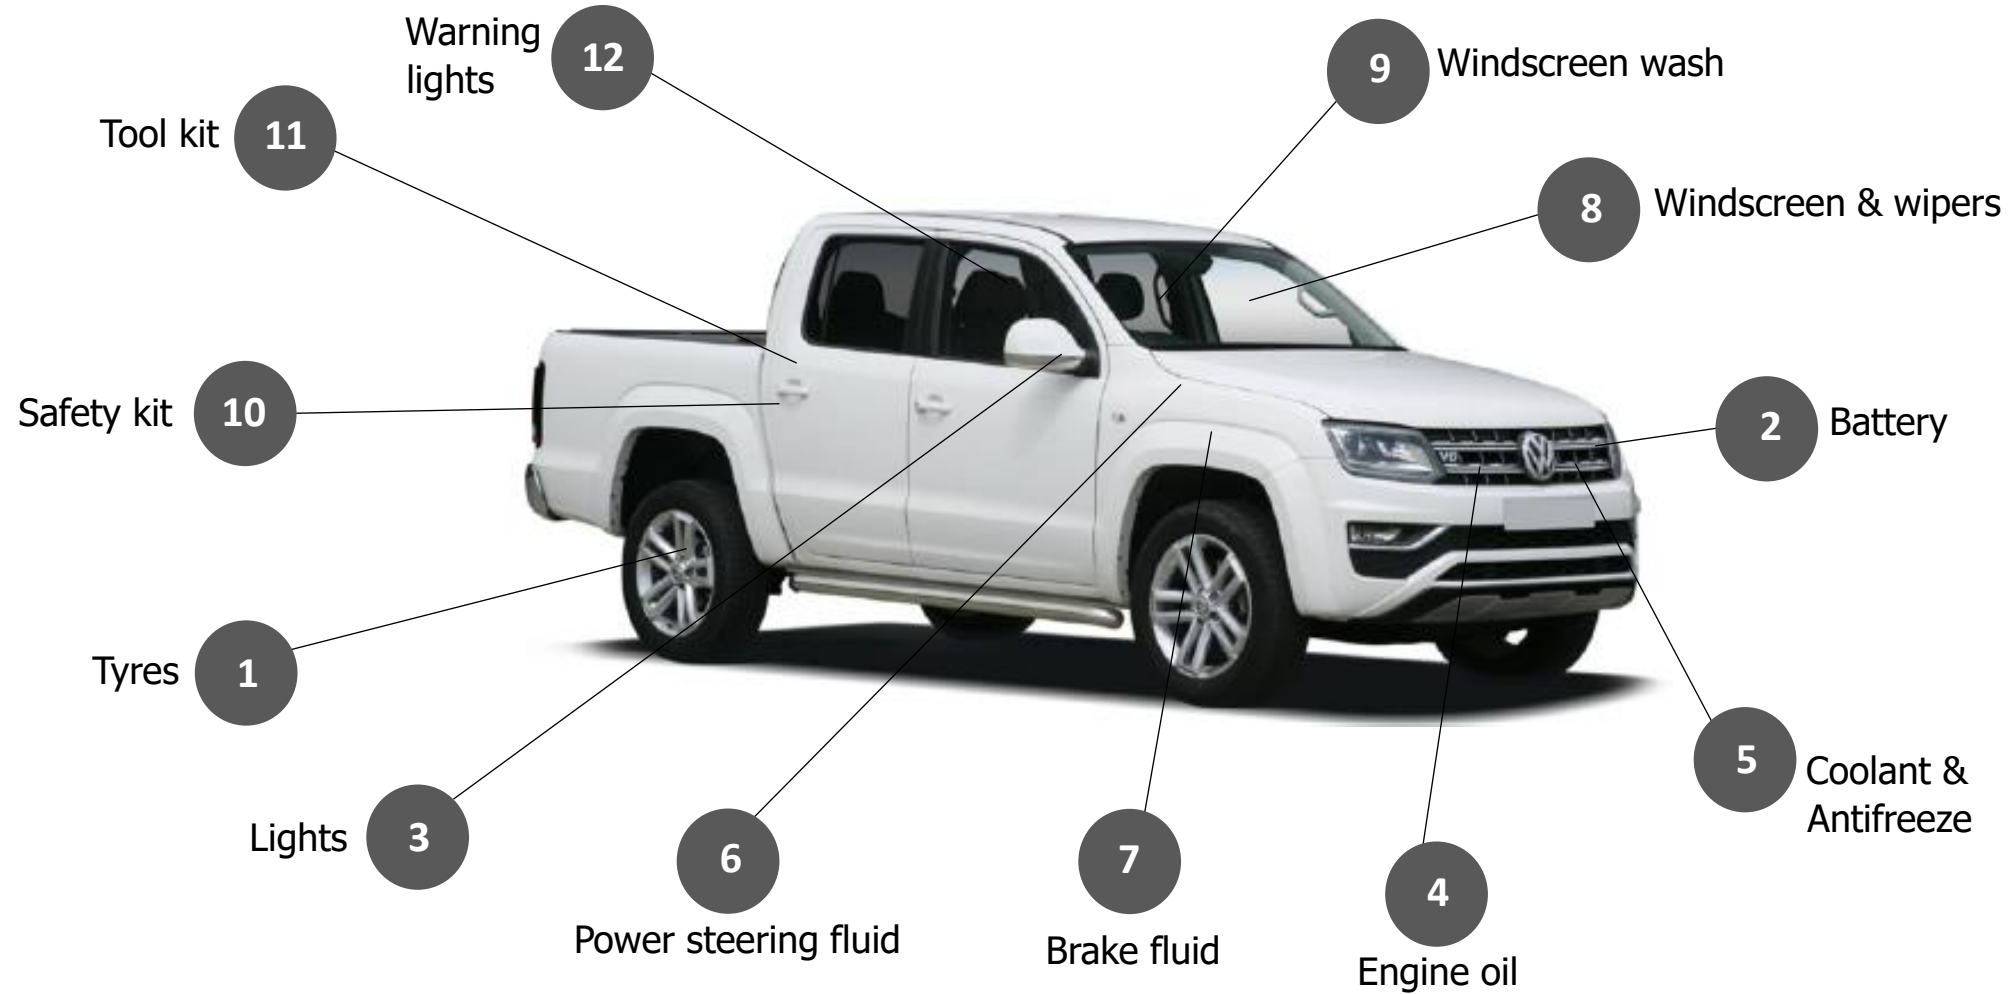 Warning
lights
12
9
Windscreen wash
Tool kit
11
8
Windscreen & wipers
Safety kit
10
2
Battery
Tyres
1
5
Coolant &
Antifreeze
Lights
3
6
Power steering fluid
7
Brake fluid
4
Engine oil
V6